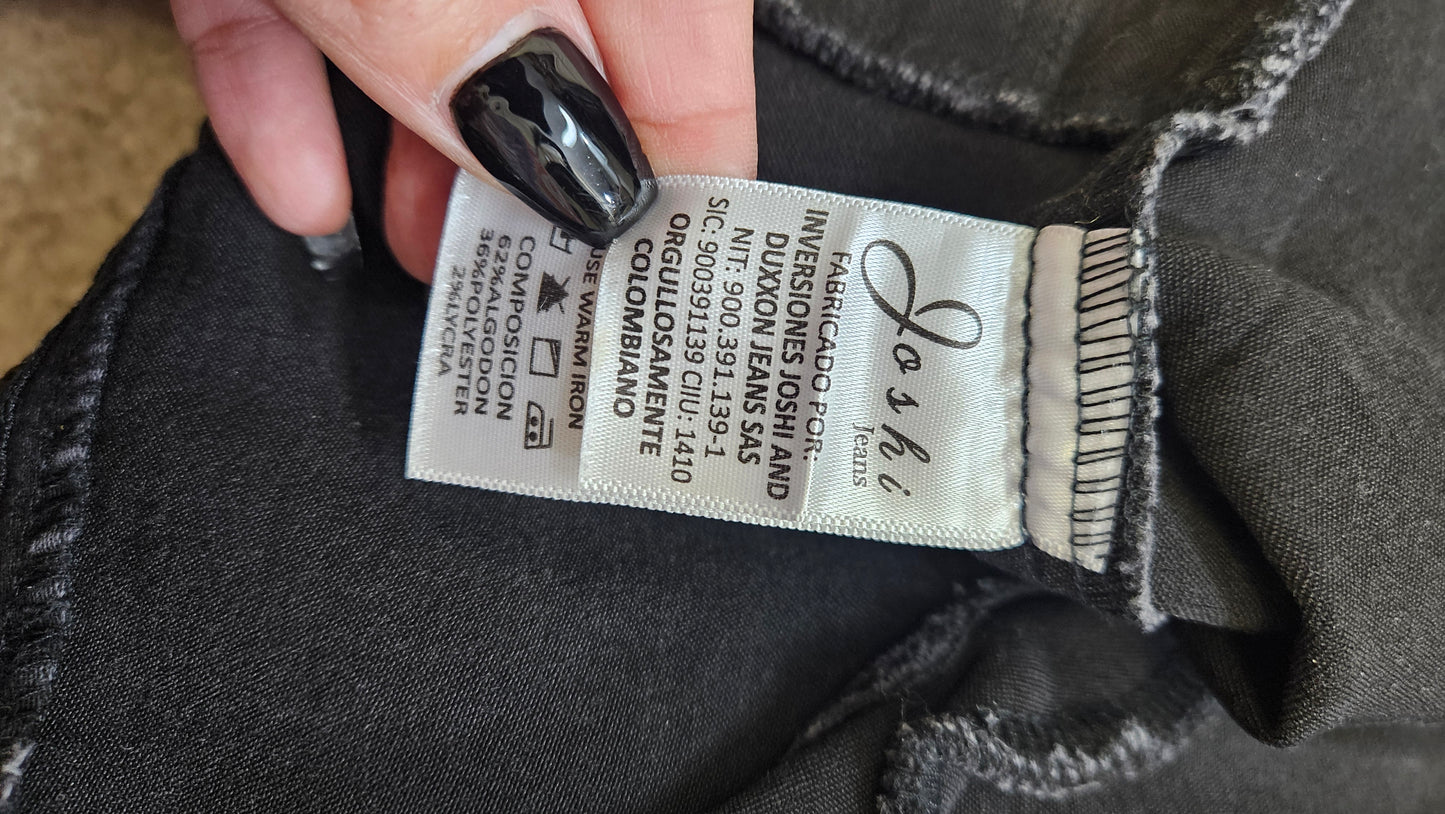 Joshi
Jeans
FABRICADO POR:
INVERSIONES JOSHI AND
DUXXON JEANS SAS
NIT: 900.391.139-1
SIC: 900391139 CIU: 1410
ORGULLOSAMENTE
COLOMBIANO
USE WARM IRON
COMPOSICION
62%ALGODON
36%POLYESTER
2%LYCRA